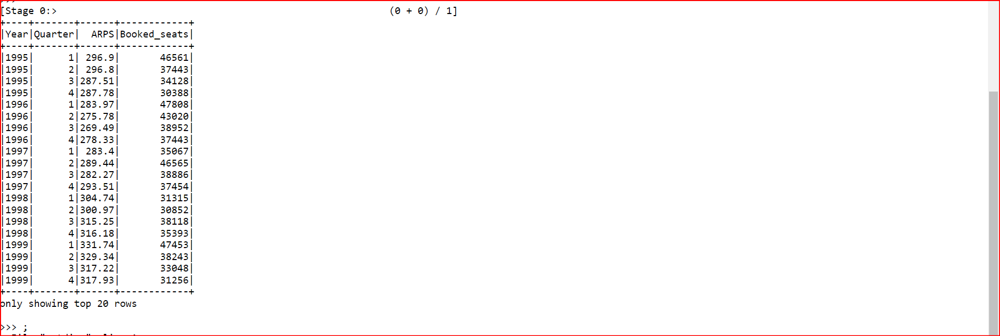 [Stage 0:>                                                          (0 + 0) / 1]
+----+-------+------+------------+
|Year|Quarter|  ARPS|Booked_seats|
+----+-------+------+------------+
|1995|      1| 296.9|       46561|
|1995|      2| 296.8|       37443|
|1995|      3|287.51|       34128|
|1995|      4|287.78|       30388|
|1996|      1|283.97|       47808|
|1996|      2|275.78|       43020|
|1996|      3|269.49|       38952|
|1996|      4|278.33|       37443|
|1997|      1| 283.4|       35067|
|1997|      2|289.44|       46565|
|1997|      3|282.27|       38886|
|1997|      4|293.51|       37454|
|1998|      1|304.74|       31315|
|1998|      2|300.97|       30852|
|1998|      3|315.25|       38118|
|1998|      4|316.18|       35393|
|1999|      1|331.74|       47453|
|1999|      2|329.34|       38243|
|1999|      3|317.22|       33048|
|1999|      4|317.93|       31256|
+----+-------+------+------------+
only showing top 20 rows
>>> ;